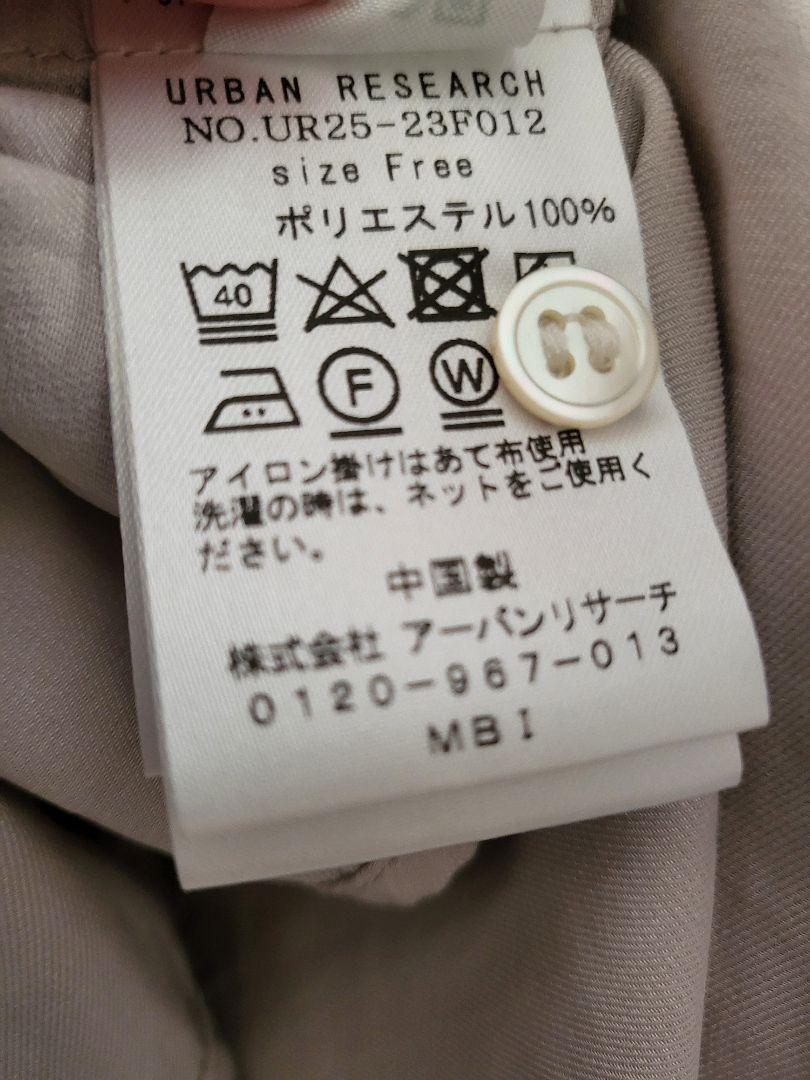 URBAN RESEARCH
NO.UR25-23F012
size Free
ポリエステル100%
40
F W
アイロン掛けはあて布使用
洗濯の時は、ネットをご使用く
ださい。
中国製
株式会社 アーバンリサーチ
0120-967-013
MBI